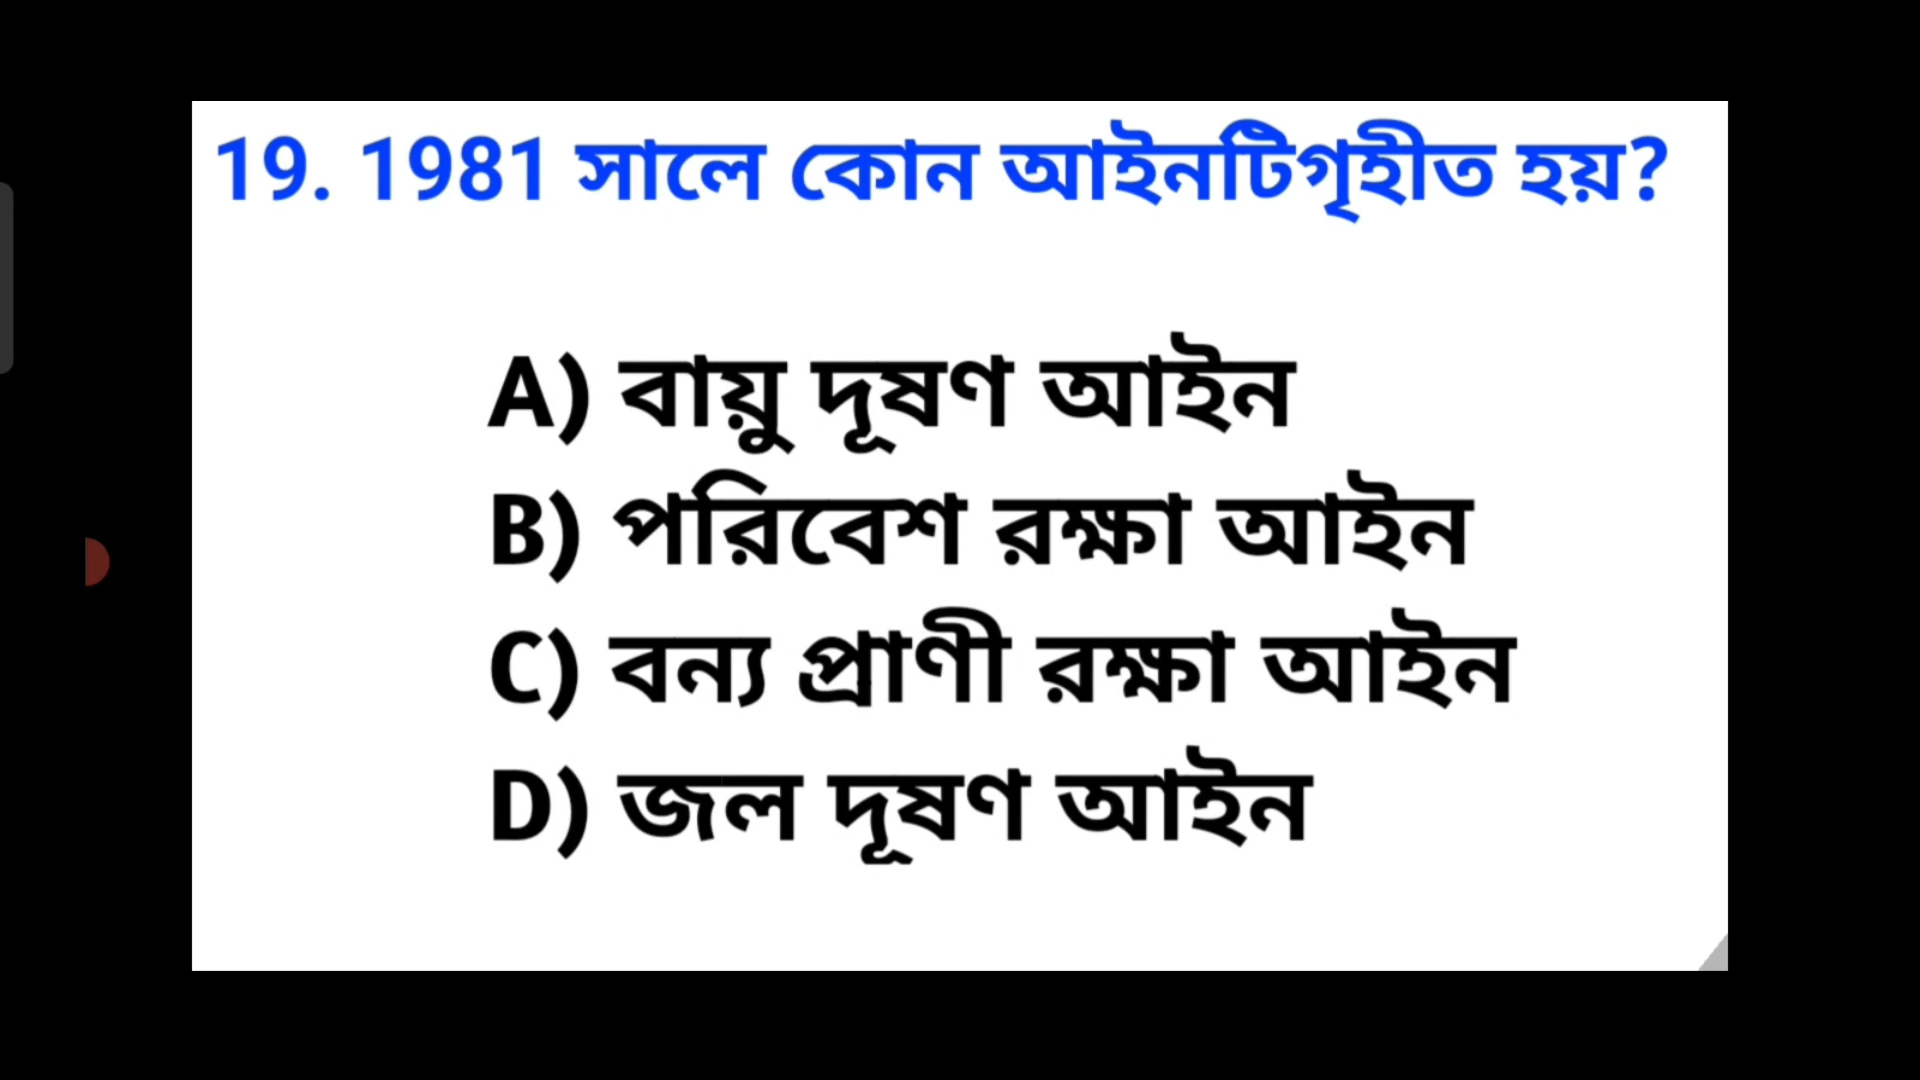 19. 1981 সালে কোন আইনটিগৃহীত হয়?
A) বায়ু দূষণ আইন
B) পরিবেশ রক্ষা আইন
C) বন্য প্রাণী রক্ষা আইন
D) জল দূষণ আইন